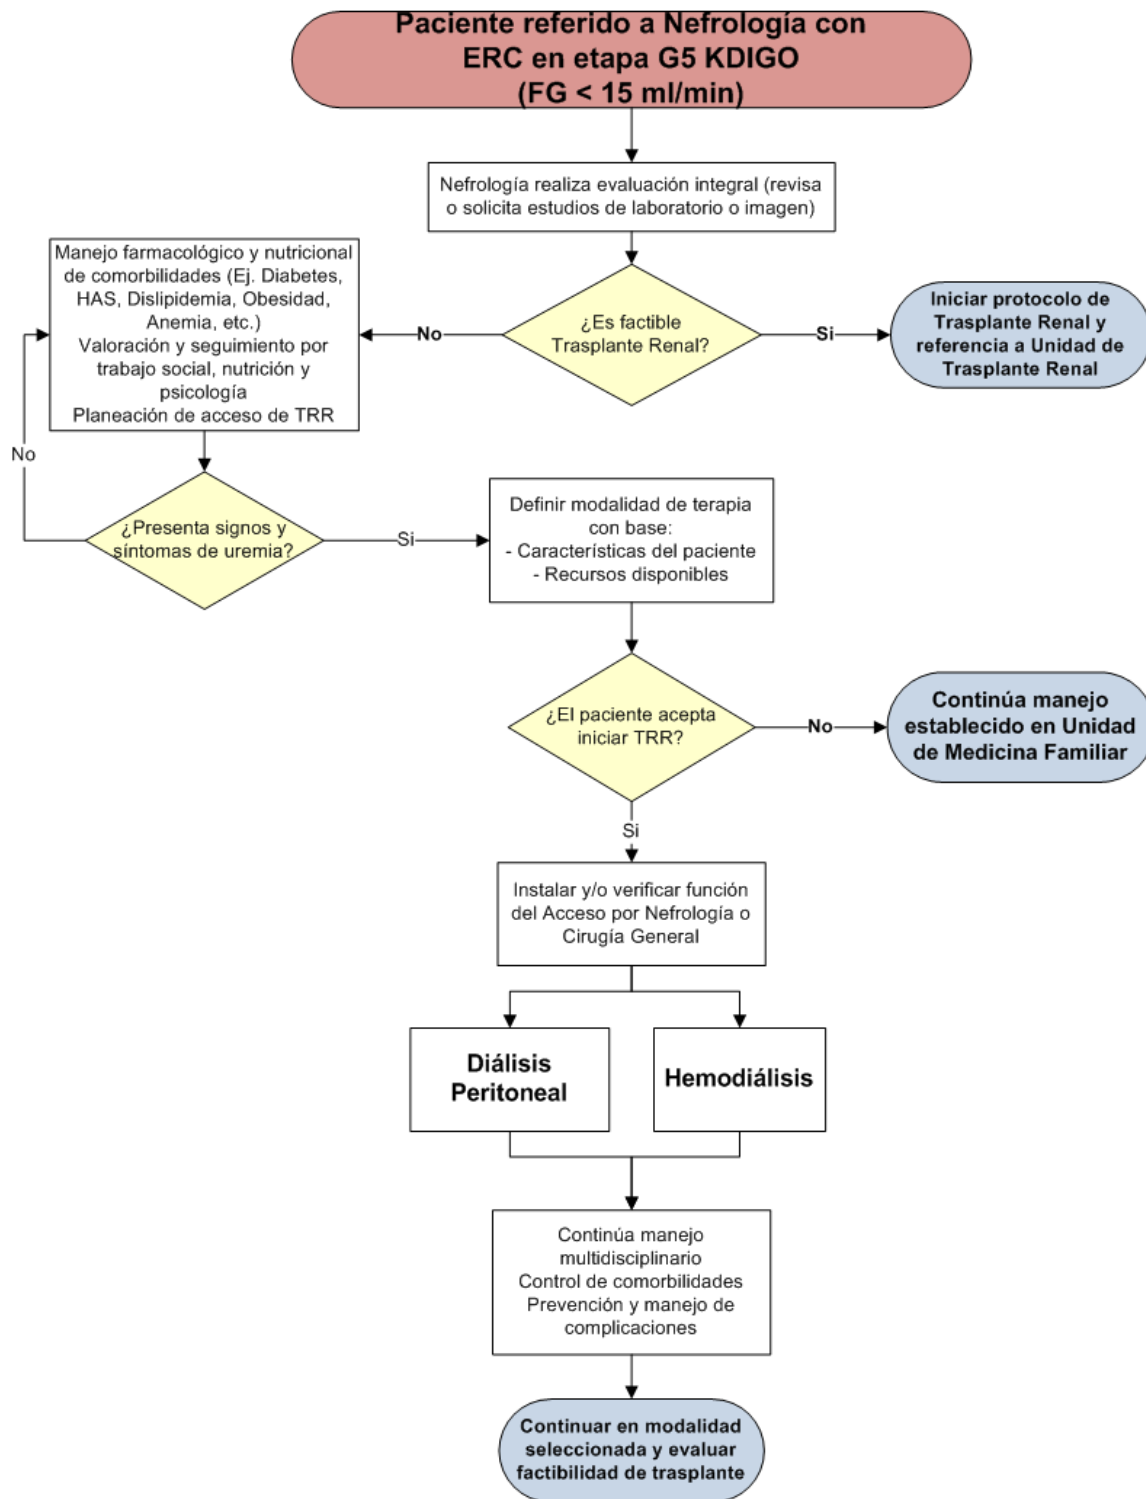 Paciente referido a Nefrología con
ERC en etapa G5 KDIGO
(FG < 15 ml/min)
Nefrología realiza evaluación integral (revisa
o solicita estudios de laboratorio o imagen)
Manejo farmacológico y nutricional
de comorbilidades (Ej. Diabetes,
HAS, Dislipidemia, Obesidad,
Anemia, etc.)
Valoración y seguimiento por
trabajo social, nutrición y
psicología
Planeación de acceso de TRR
No
¿Es factible
Trasplante Renal?
Si
Iniciar protocolo de
Trasplante Renal y
referencia a Unidad de
Trasplante Renal
No
¿Presenta signos y
síntomas de uremia?
Si
Definir modalidad de terapia
con base:
- Características del paciente
- Recursos disponibles
¿El paciente acepta
iniciar TRR?
No
Continúa manejo
establecido en Unidad
de Medicina Familiar
Si
Instalar y/o verificar función
del Acceso por Nefrología o
Cirugía General
Diálisis
Peritoneal
Hemodiálisis
Continúa manejo
multidisciplinario
Control de comorbilidades
Prevención y manejo de
complicaciones
Continuar en modalidad
seleccionada y evaluar
factibilidad de trasplante